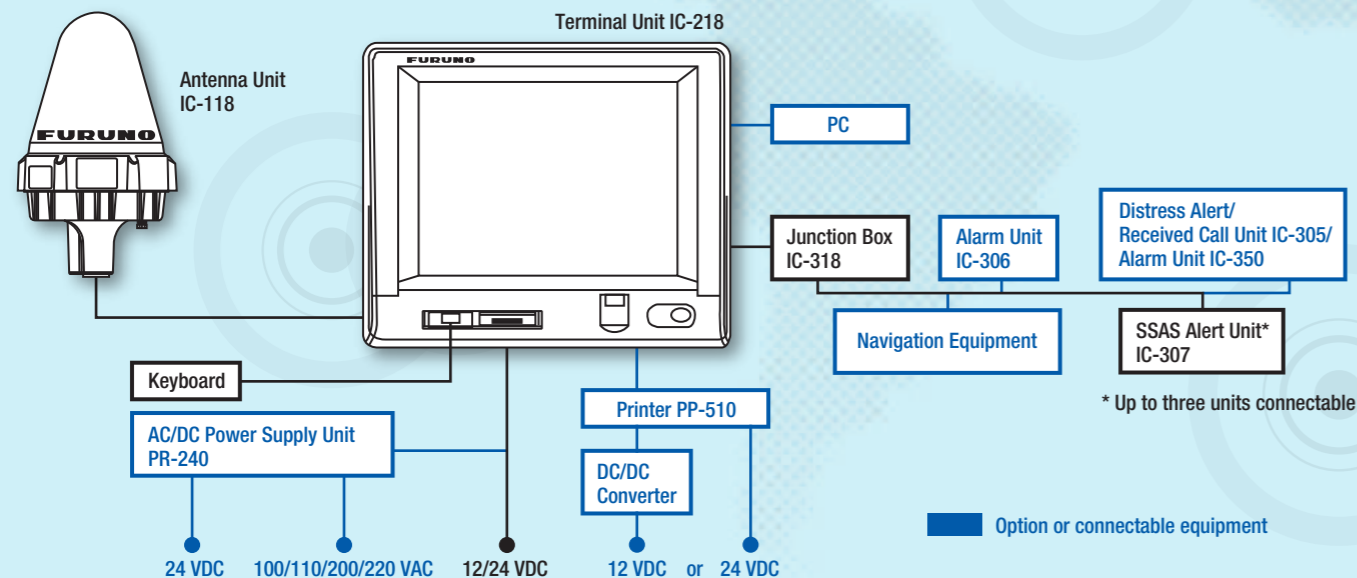 Terminal Unit IC-218
FURUNO
Antenna Unit
IC-118
FURUNO
PC
Junction Box
IC-318
Alarm Unit
IC-306
Distress Alert/
Received Call Unit IC-305/
Alarm Unit IC-350
Navigation Equipment
SSAS Alert Unit*
IC-307
* Up to three units connectable
Keyboard
AC/DC Power Supply Unit
PR-240
Printer PP-510
DC/DC
Converter
Option or connectable equipment
24 VDC
100/110/200/220 VAC
12/24 VDC
12 VDC or 24 VDC